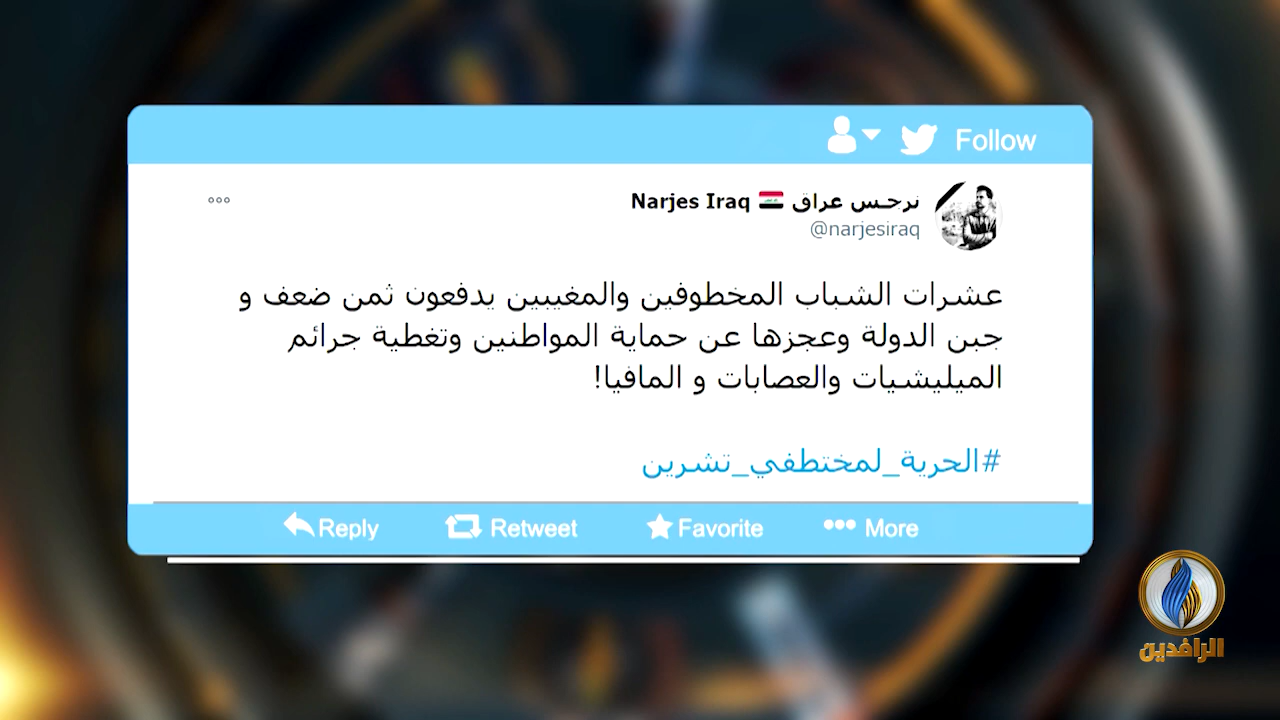 Follow
نرجس عراق 🇮🇶 Narjes Iraq
@narjesiraq
عشرات الشباب المخطوفين والمغيبين يدفعون ثمن ضعف و
جبن الدولة وعجزها عن حماية المواطنين وتغطية جرائم
الميليشيات والعصابات و المافيا!
#الحرية_لمختطفي_تشرين
Reply Retweet Favorite More
الرافدين